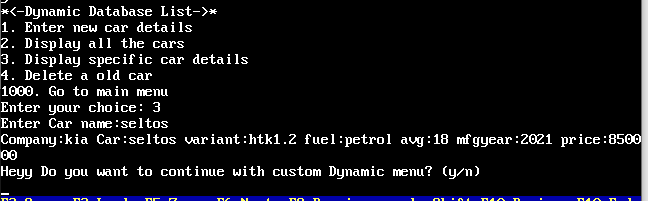 *<-Dynamic Database List->*
1. Enter new car details
2. Display all the cars
3. Display specific car details
4. Delete a old car
1000. Go to main menu
Enter your choice: 3
Enter Car name:seltos
Company:kia Car:seltos variant:htk1.2 fuel:petrol avg:18 mfgyear:2021 price:8500
00
Heyy Do you want to continue with custom Dynamic menu? (y/n)